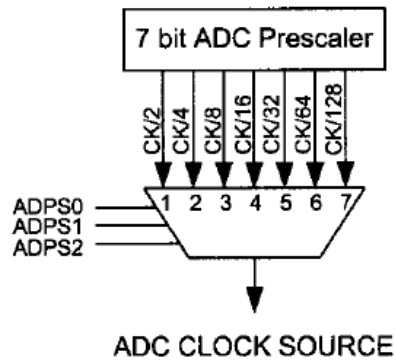 7 bit ADC Prescaler
CK/2
CK/4
CK/8
CK/16
CK/32
CK/64
CK/128
1 2 3 4 5 6 7
ADPS0
ADPS1
ADPS2
ADC CLOCK SOURCE